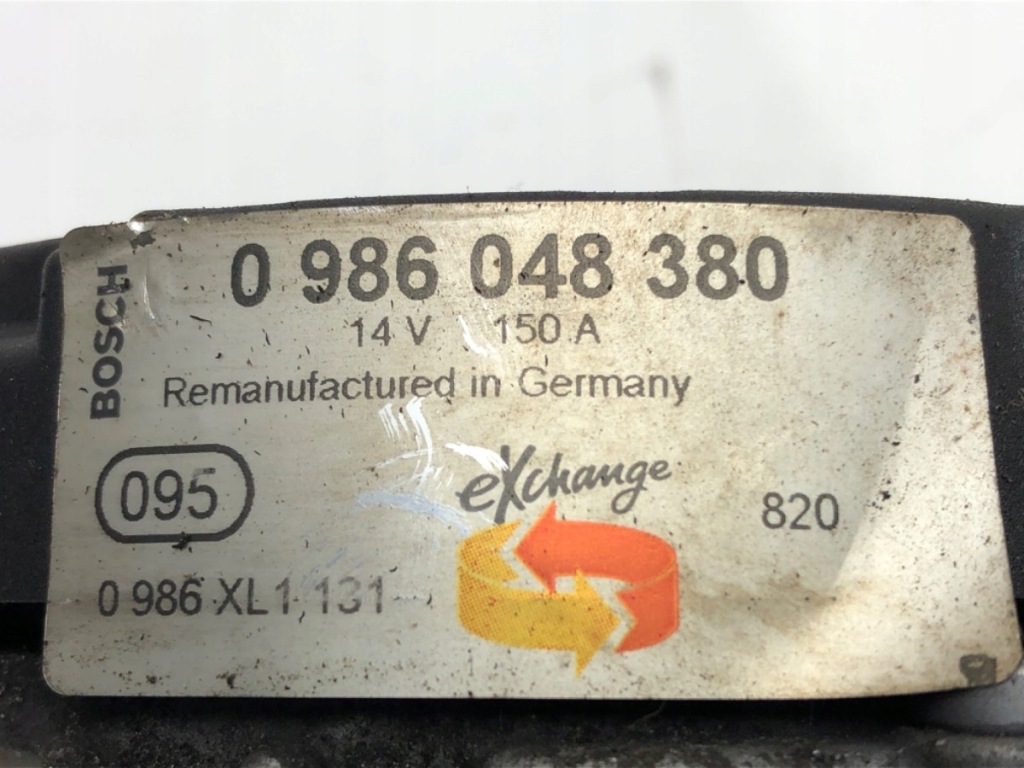 BOSCH
0 986 048 380
14 V 150 A
Remanufactured in Germany
095
eXchange
820
0 986 XL1 131